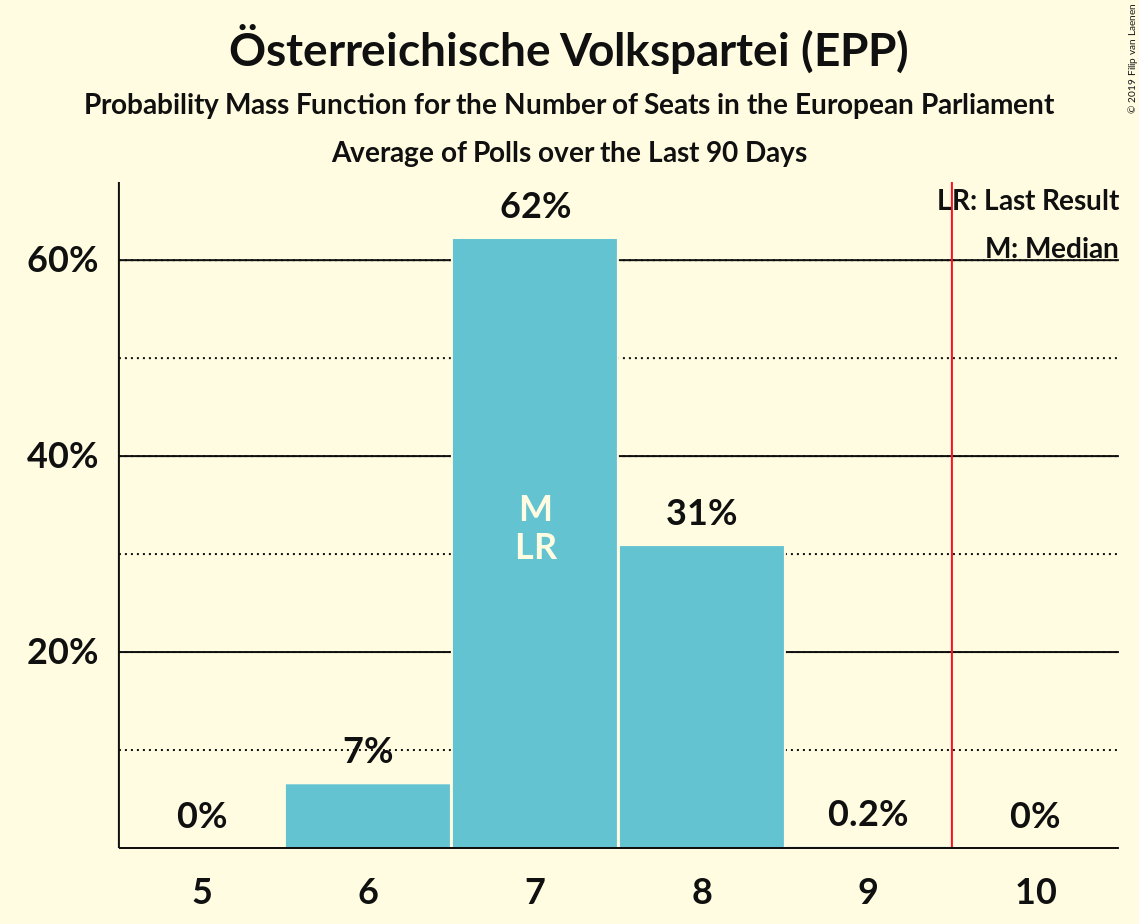 Österreichische Volkspartei (EPP)
Probability Mass Function for the Number of Seats in the European Parliament
Average of Polls over the Last 90 Days
© 2019 Filip van Laenen
LR: Last Result
M: Median
62%
60%
40%
M
LR
31%
20%
7%
0%
0.2%
0%
5 6 7 8 9 10